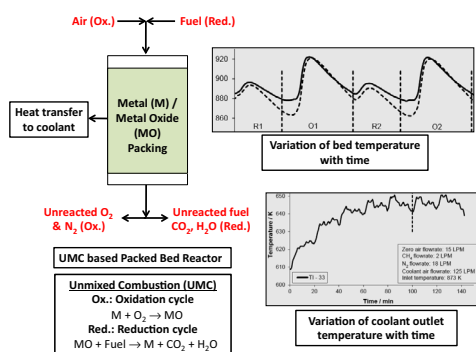 Air (Ox.)
Fuel (Red.)
Metal (M) /
Metal Oxide
(MO)
Packing
Heat transfer
to coolant
Unreacted O₂
& N₂ (Ox.)
Unreacted fuel
CO₂, H₂O (Red.)
UMC based Packed Bed Reactor
Unmixed Combustion (UMC)
Ox.: Oxidation cycle
M + O₂ → MO
Red.: Reduction cycle
MO + Fuel → M + CO₂ + H₂O
920
900
880
860
R1
O1
R2
O2
Variation of bed temperature
with time
Temperature / K
650
640
630
620
610
600
0
20
40
60
80
100
120
140
Time / min
TI - 33
Zero air flowrate: 15 LPM
CH₄ flowrate: 2 LPM
N₂ flowrate: 18 LPM
Coolant air flowrate: 125 LPM
Inlet temperature: 673 K
Variation of coolant outlet
temperature with time